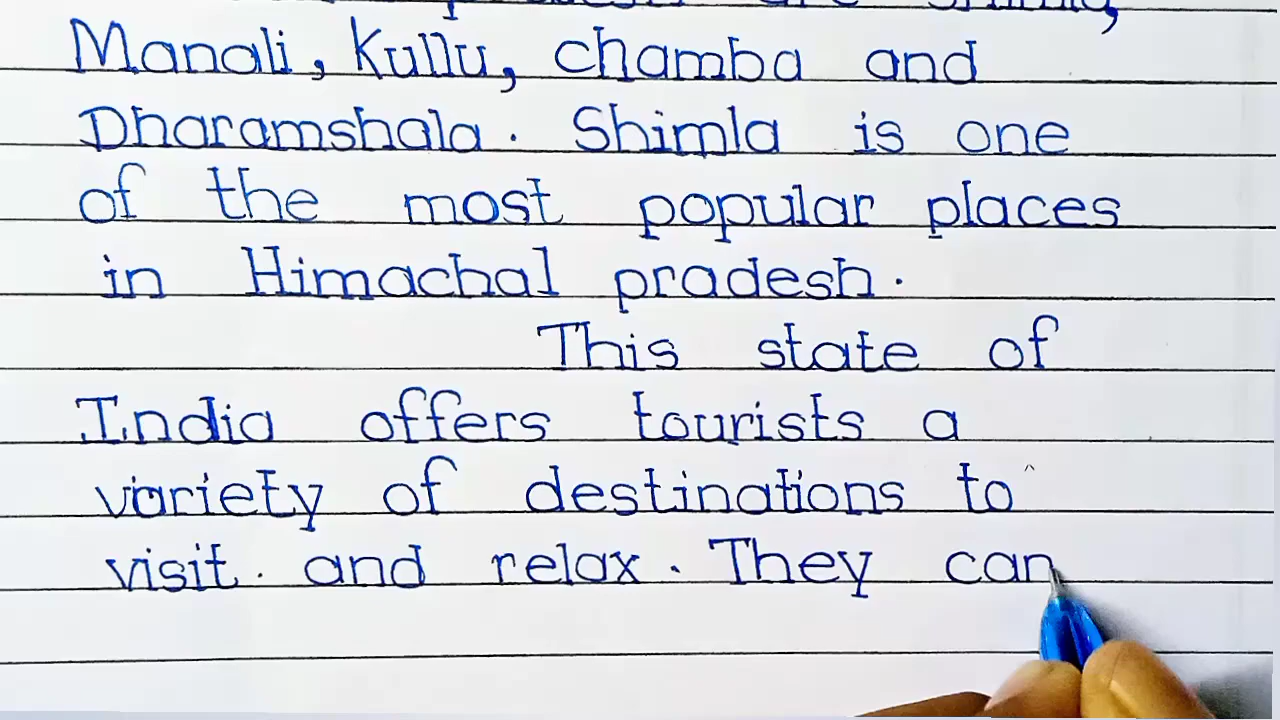 Manali, Kullu, chamba and
Dharamshala. Shimla is one
of the most popular places
in Himachal pradesh.
This state of
India offers tourists a
variety of destinations to
visit. and relax. They can